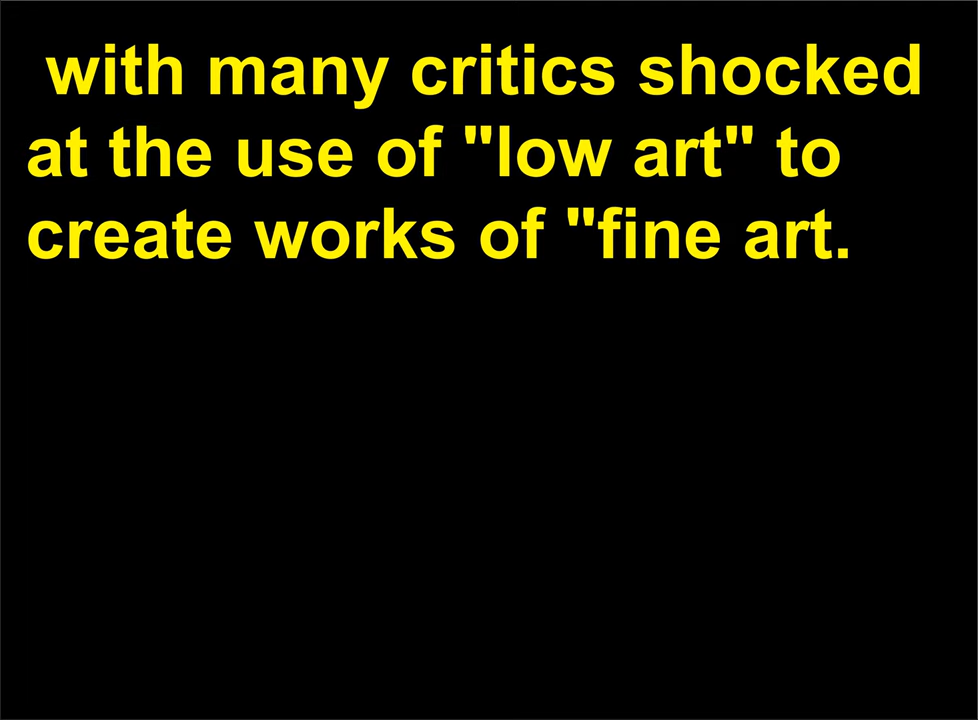 with many critics shocked
at the use of "low art" to
create works of "fine art.